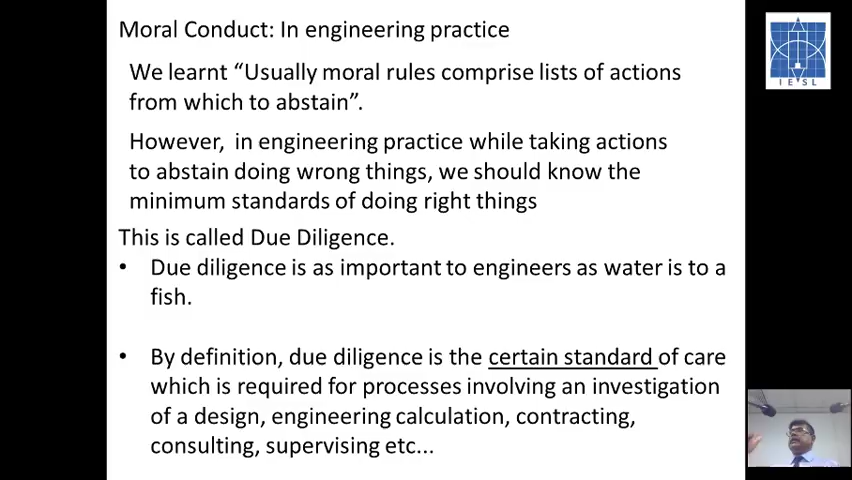 Moral Conduct: In engineering practice
We learnt “Usually moral rules comprise lists of actions
from which to abstain”.
However, in engineering practice while taking actions
to abstain doing wrong things, we should know the
minimum standards of doing right things
This is called Due Diligence.
• Due diligence is as important to engineers as water is to a
fish.
• By definition, due diligence is the certain standard of care
which is required for processes involving an investigation
of a design, engineering calculation, contracting,
consulting, supervising etc...
I E S L